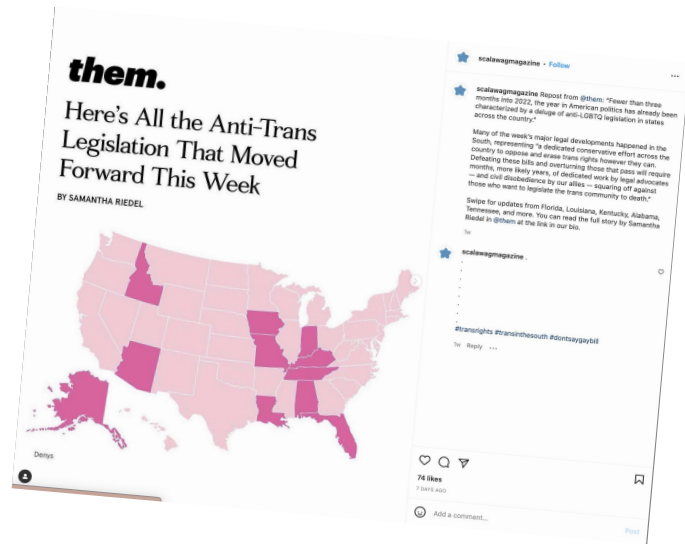 them.
Here's All the Anti-Trans
Legislation That Moved
Forward This Week
BY SAMANTHA RIEDEL
Denys
scalawagmagazine • Follow
scalawagmagazine Repost from @them: "Fewer than three
months into 2022, the year in American politics has already been
characterized by a deluge of anti-LGBTQ legislation in states
across the country."
Many of the week's major legal developments happened in the
South, representing "a dedicated conservative effort across the
country to oppose and erase trans rights however they can.
Defeating these bills and overturning those that pass will require
months, more likely years, of dedicated work by legal advocates
— and civil disobedience by our allies — squaring off against
those who want to legislate the trans community to death."
Swipe for updates from Florida, Louisiana, Kentucky, Alabama,
Tennessee, and more. You can read the full story by Samantha
Riedel in @them at the link in our bio.
1w
scalawagmagazine .
.
.
.
.
.
.
.
#transrights #transinthesouth #dontsaygaybill
1w Reply ...
74 likes
7 DAYS AGO
Add a comment...
Post